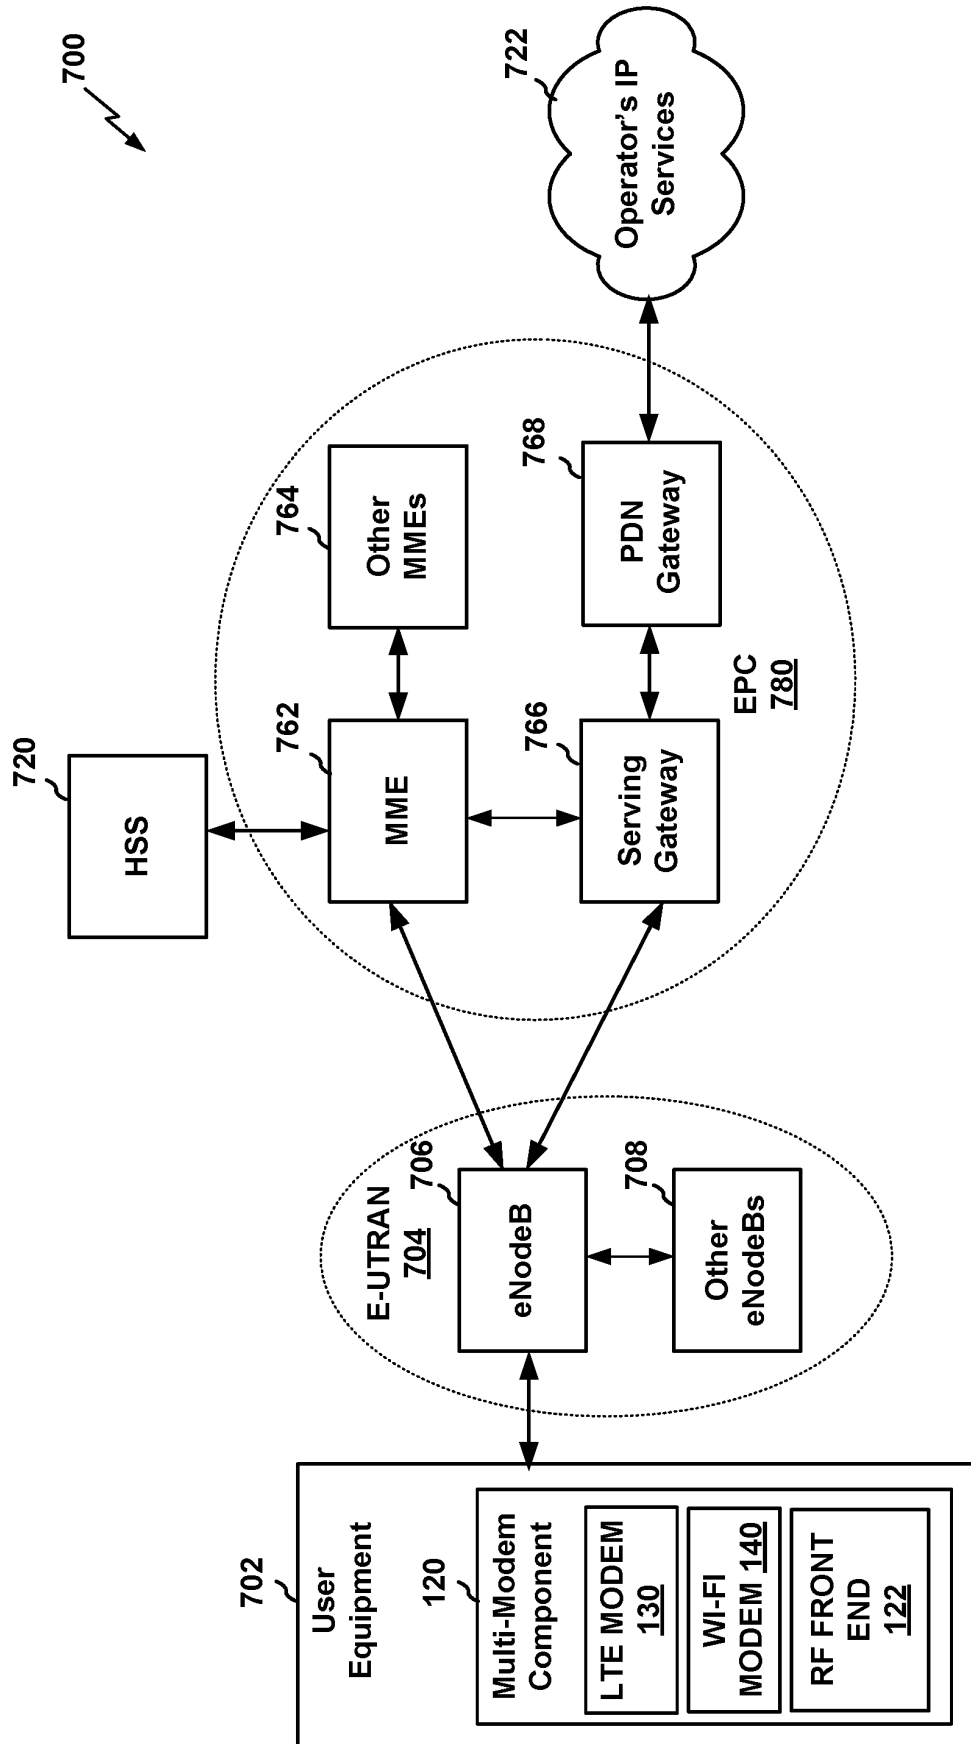 700
702
User
Equipment
120
Multi-Modem
Component
LTE MODEM
130
WI-FI
MODEM 140
RF FRONT
END
122
E-UTRAN
704
706
eNodeB
708
Other
eNodeBs
720
HSS
762
MME
764
Other
MMEs
766
Serving
Gateway
768
PDN
Gateway
EPC
780
722
Operator's IP
Services